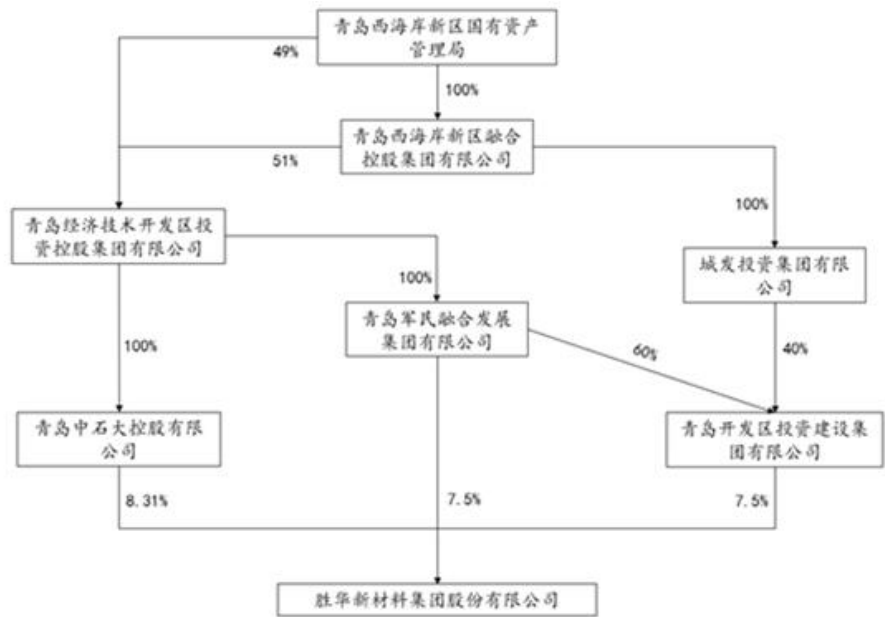 青岛西海岸新区国有资产
管理局
49%
100%
青岛西海岸新区融合
控股集团有限公司
51%
100%
青岛经济技术开发区投
资控股集团有限公司
100%
城发投资集团有限
公司
青岛军民融合发展
集团有限公司
100%
60%
40%
青岛中石大控股有限
公司
青岛开发区投资建设集
团有限公司
8.31%
7.5%
7.5%
胜华新材料集团股份有限公司